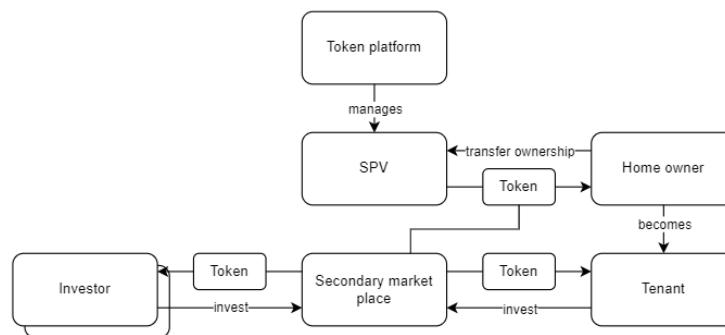 Token platform
manages
SPV
transfer ownership
Home owner
Token
becomes
Investor
Token
invest
Secondary market
place
Token
invest
Tenant